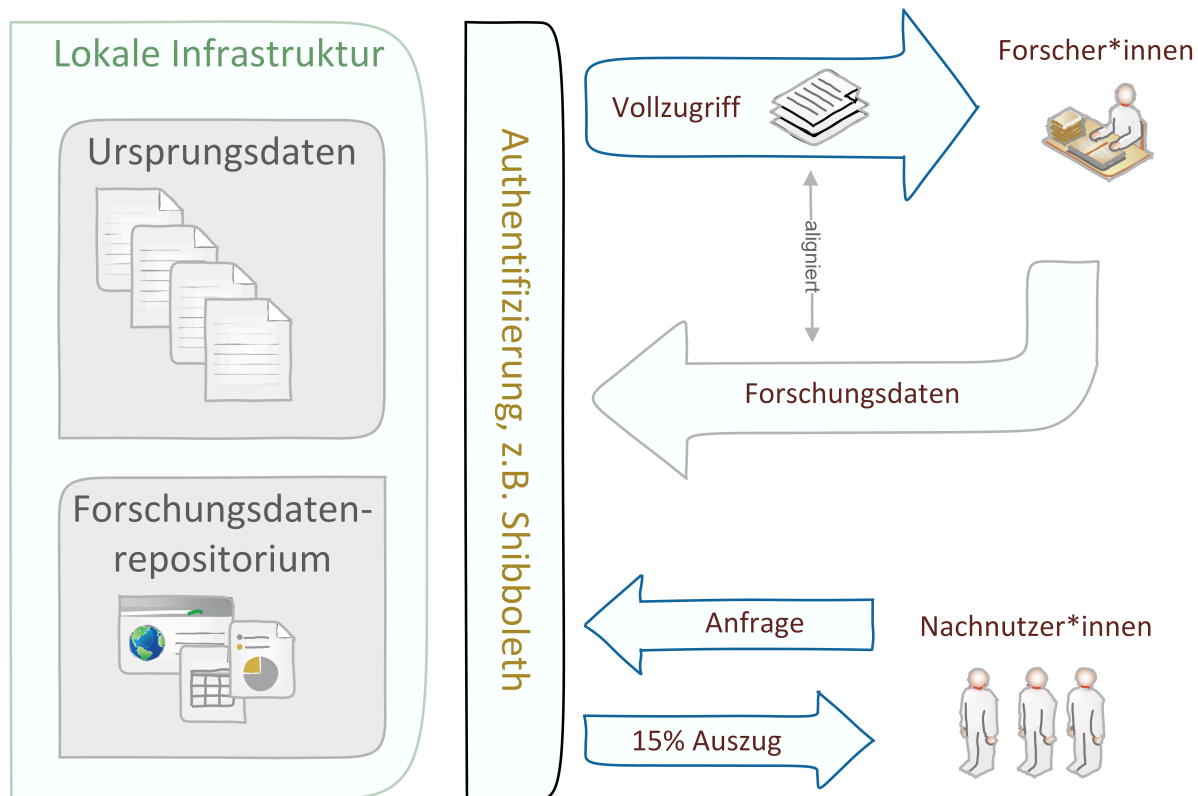 Lokale Infrastruktur
Ursprungsdaten
Forschungsdaten-
repositorium
Authentifizierung, z.B. Shibboleth
Vollzugriff
Forscher*innen
aligniert
Forschungsdaten
Anfrage
Nachnutzer*innen
15% Auszug